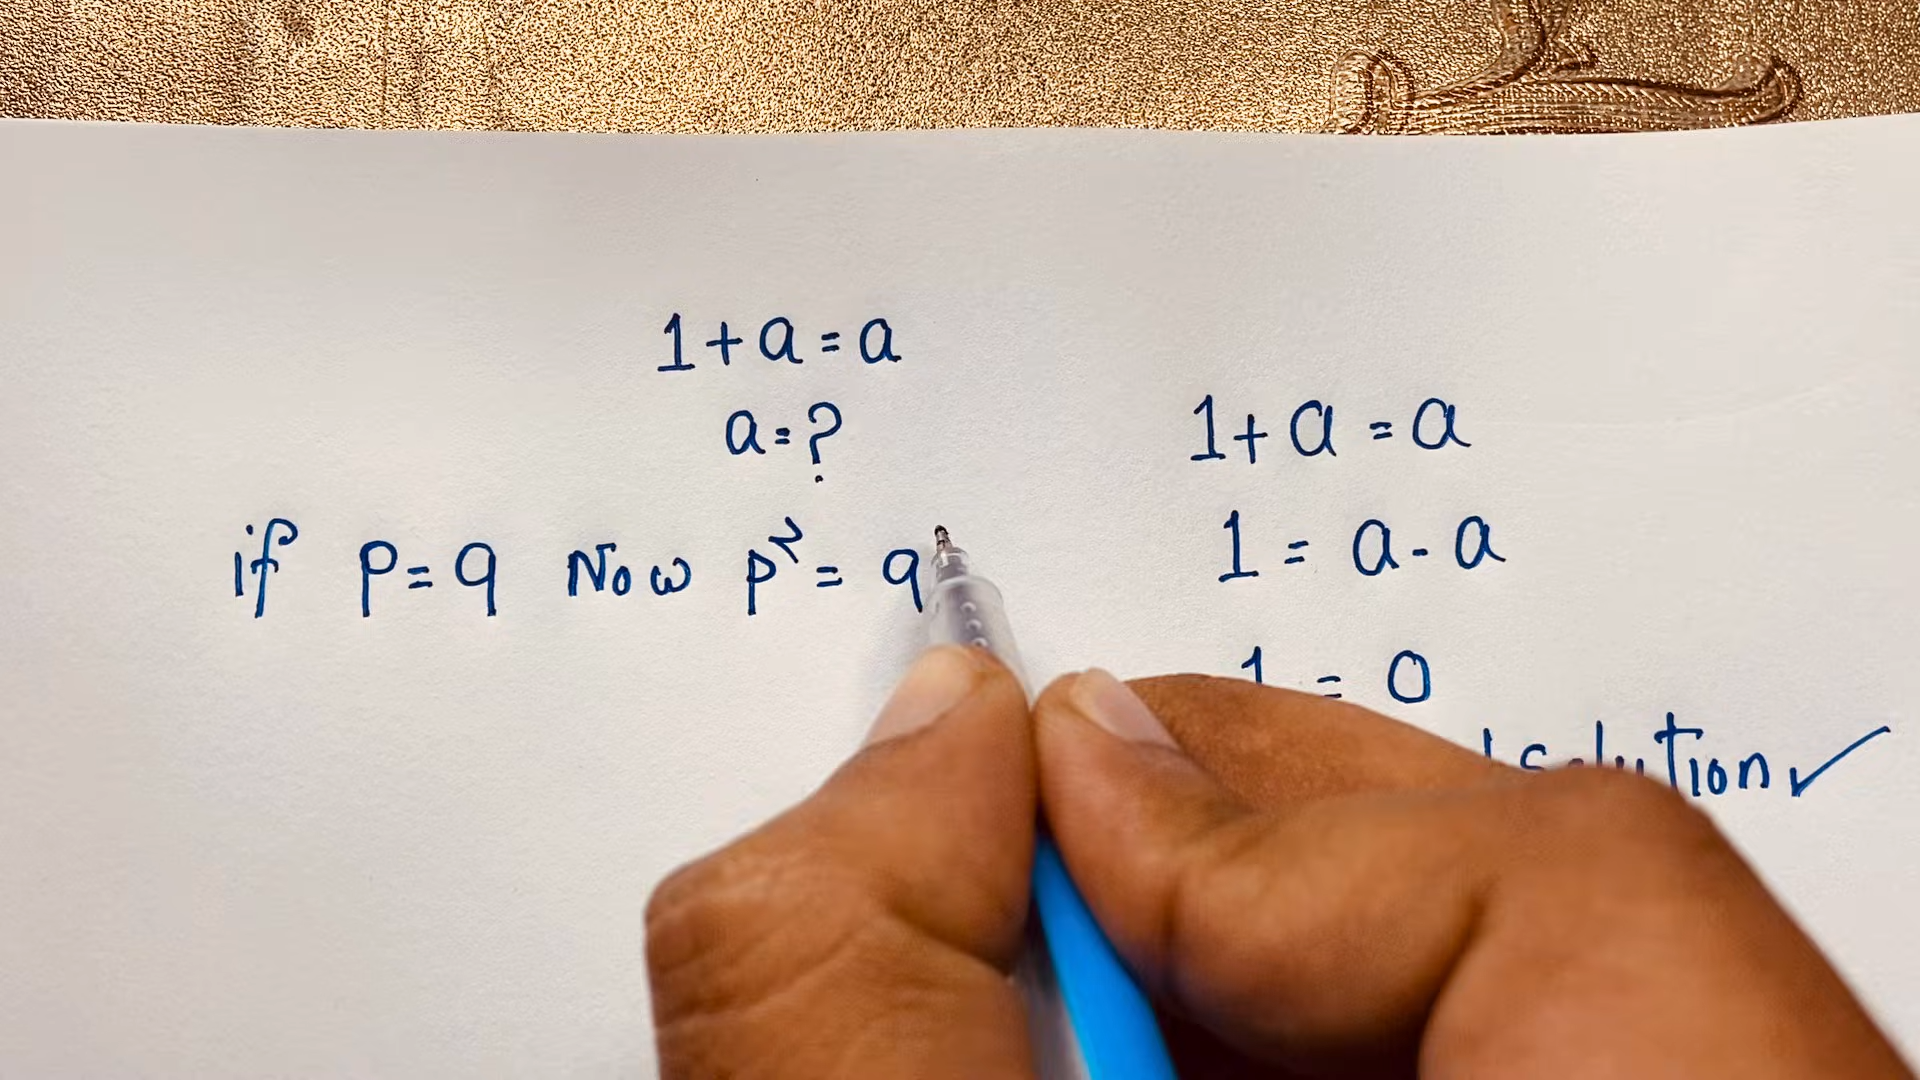 1+a=a
a=?
if p=q Now p²= q
1+a=a
1=a-a
1=0
solution✓